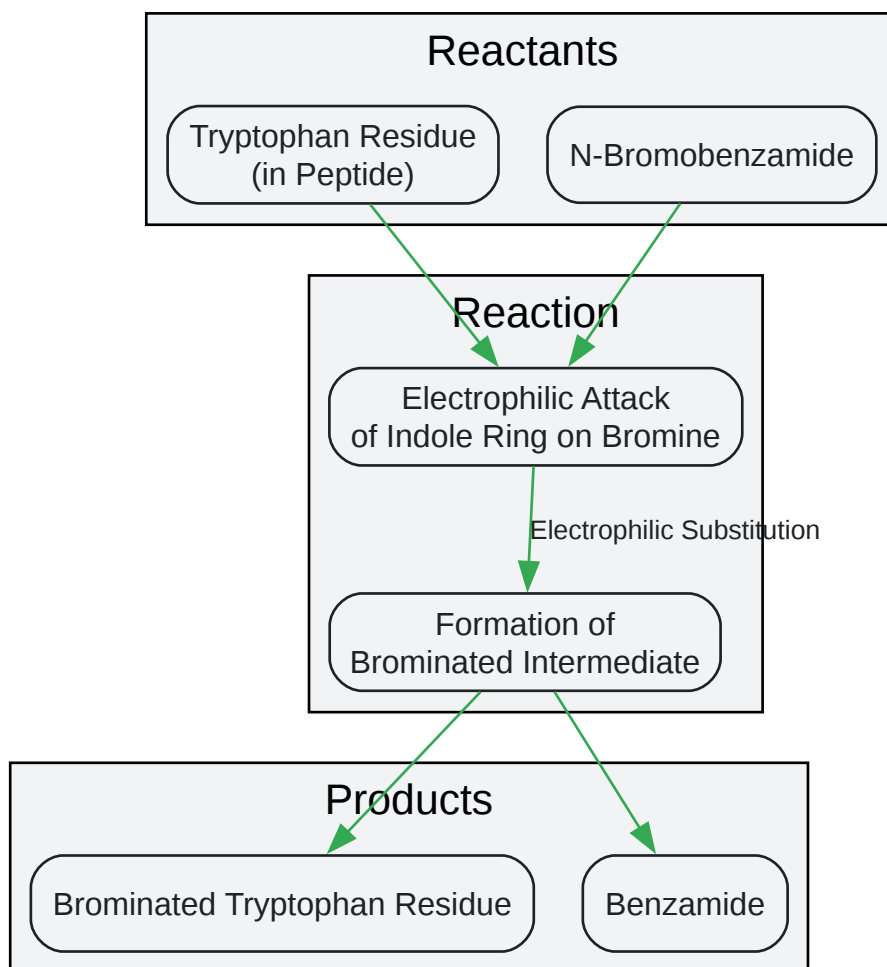 Reactants
Tryptophan Residue
(in Peptide)
N-Bromobenzamide
Reaction
Electrophilic Attack
of Indole Ring on Bromine
Electrophilic Substitution
Formation of
Brominated Intermediate
Products
Brominated Tryptophan Residue
Benzamide